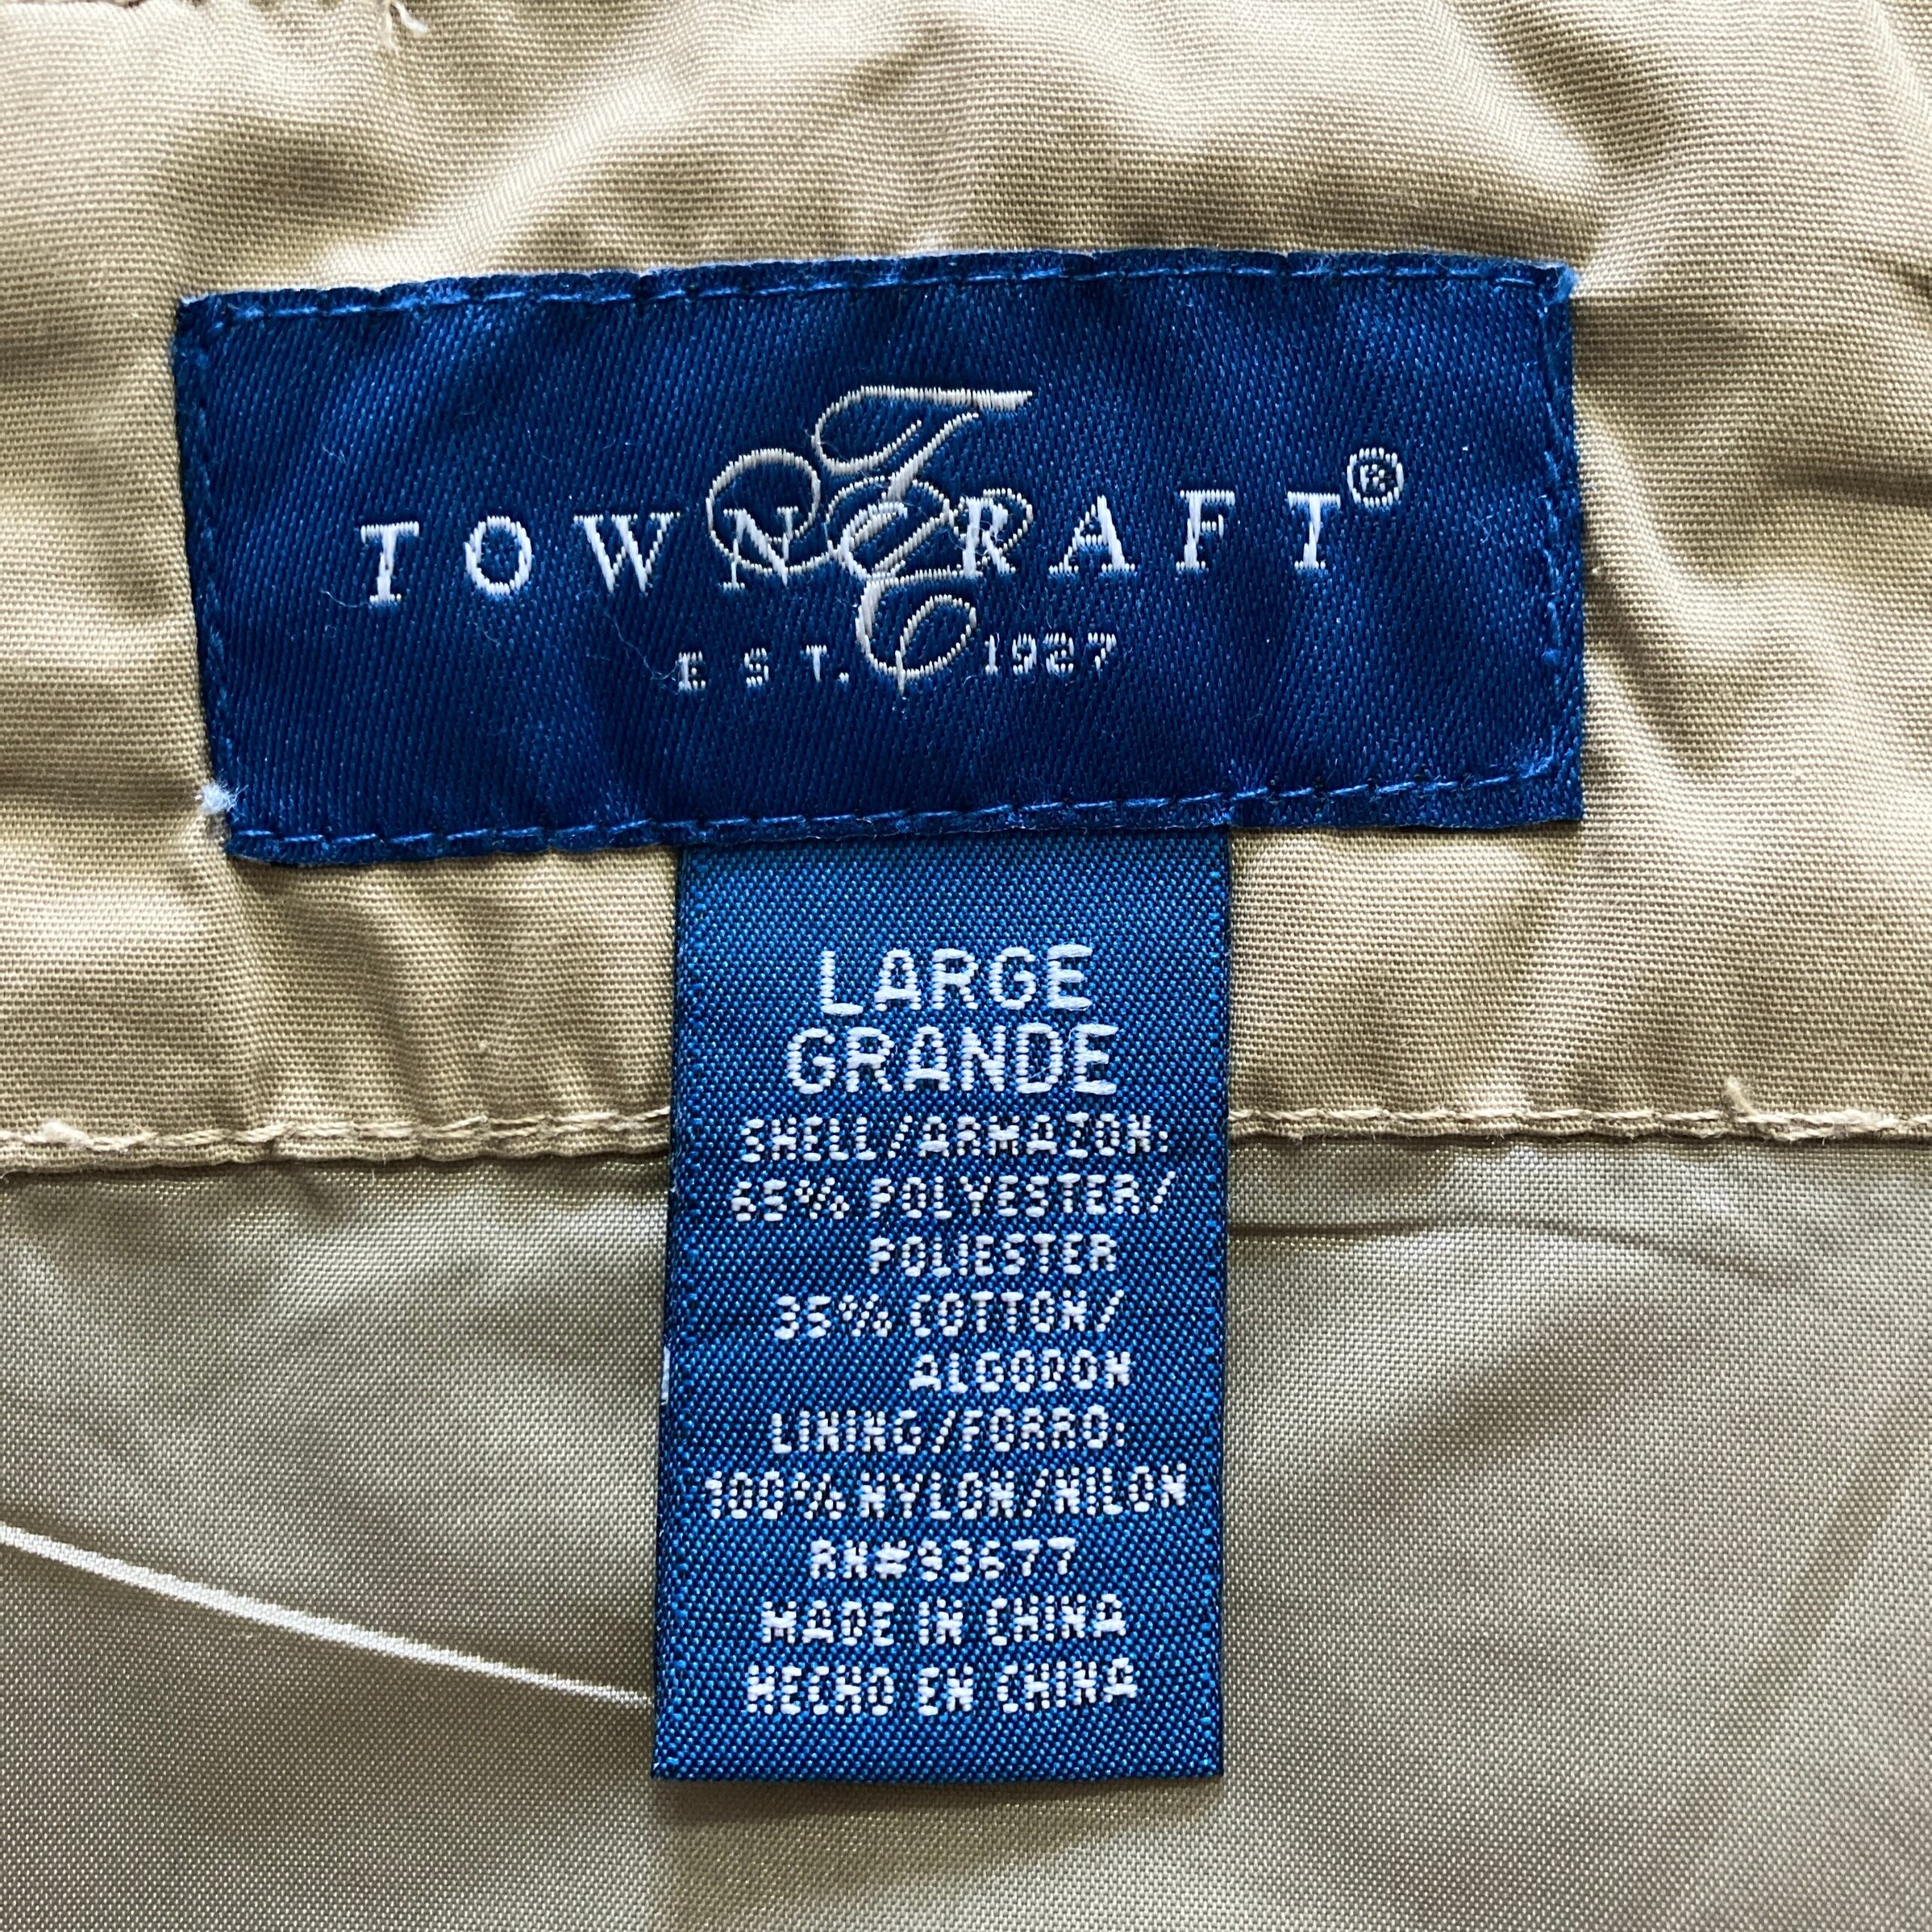 TOWNCRAFT®
EST. 1927
LARGE
GRANDE
SHELL/ARMAZON:
65% POLYESTER/
POLIESTER
35% COTTON/
ALGODON
LINING/FORRO:
100% NYLON/NILON
RN#93677
MADE IN CHINA
HECHO EN CHINA